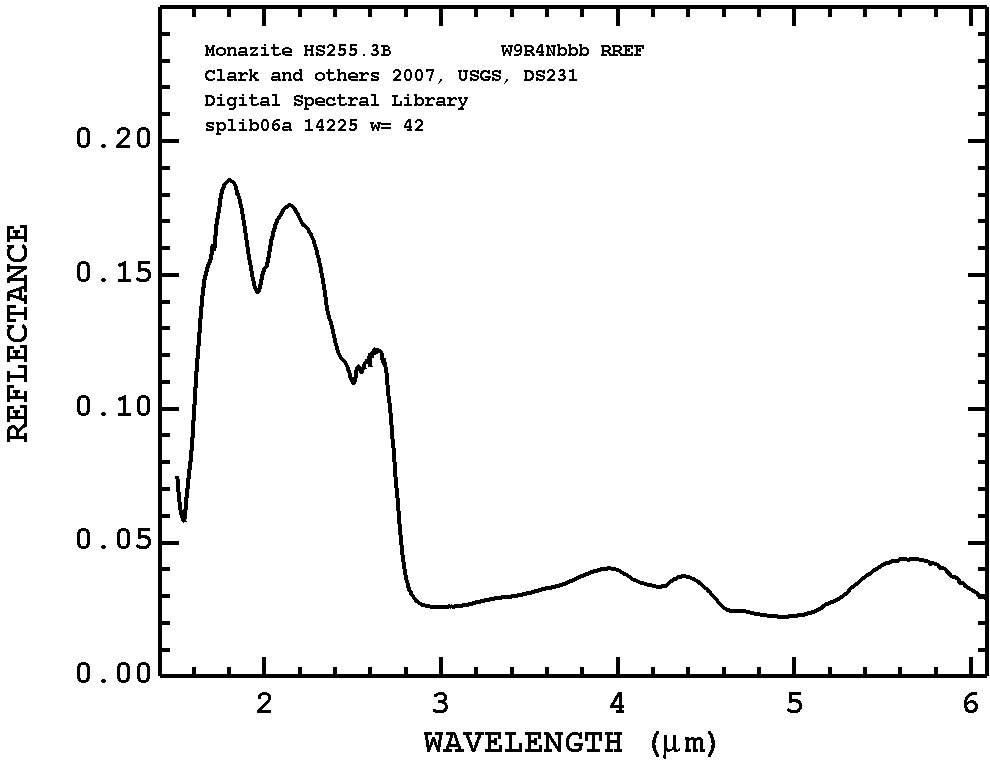 Monazite HS255.3B W9R4Nbbb RREF
Clark and others 2007, USGS, DS231
Digital Spectral Library
splib06a 14225 w= 42
0.20
0.15
0.10
0.05
0.00
REFLECTANCE
2 3 4 5 6
WAVELENGTH (μm)